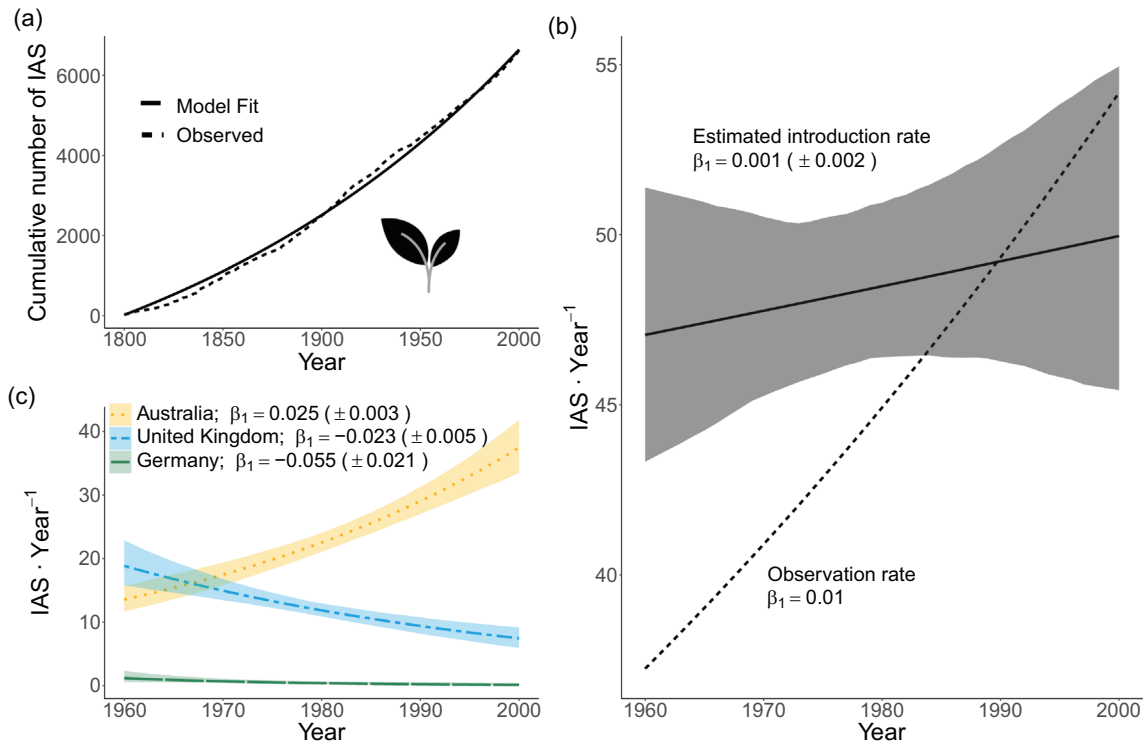 (a)
Cumulative number of IAS
6000
4000
2000
0
Model Fit
Observed
1800
1850
1900
1950
2000
Year
(b)
IAS · Year⁻¹
55
50
45
40
Estimated introduction rate
β₁ = 0.001 ( ± 0.002 )
Observation rate
β₁ = 0.01
1960
1970
1980
1990
2000
Year
(c)
IAS · Year⁻¹
40
30
20
10
0
Australia; β₁ = 0.025 ( ± 0.003 )
United Kingdom; β₁ = −0.023 ( ± 0.005 )
Germany; β₁ = −0.055 ( ± 0.021 )
1960
1970
1980
1990
2000
Year